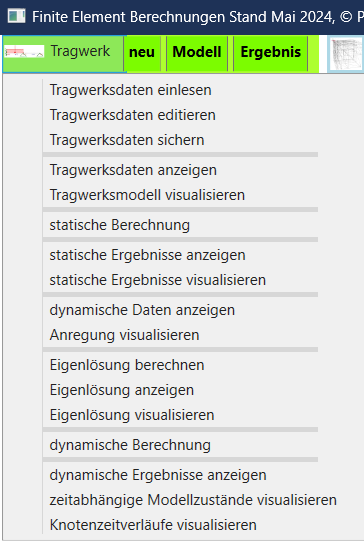 Finite Element Berechnungen Stand Mai 2024, © P
Tragwerk neu Modell Ergebnis
Tragwerksdaten einlesen
Tragwerksdaten editieren
Tragwerksdaten sichern
Tragwerksdaten anzeigen
Tragwerksmodell visualisieren
statische Berechnung
statische Ergebnisse anzeigen
statische Ergebnisse visualisieren
dynamische Daten anzeigen
Anregung visualisieren
Eigenlösung berechnen
Eigenlösung anzeigen
Eigenlösung visualisieren
dynamische Berechnung
dynamische Ergebnisse anzeigen
zeitabhängige Modellzustände visualisieren
Knotenzeitverläufe visualisieren